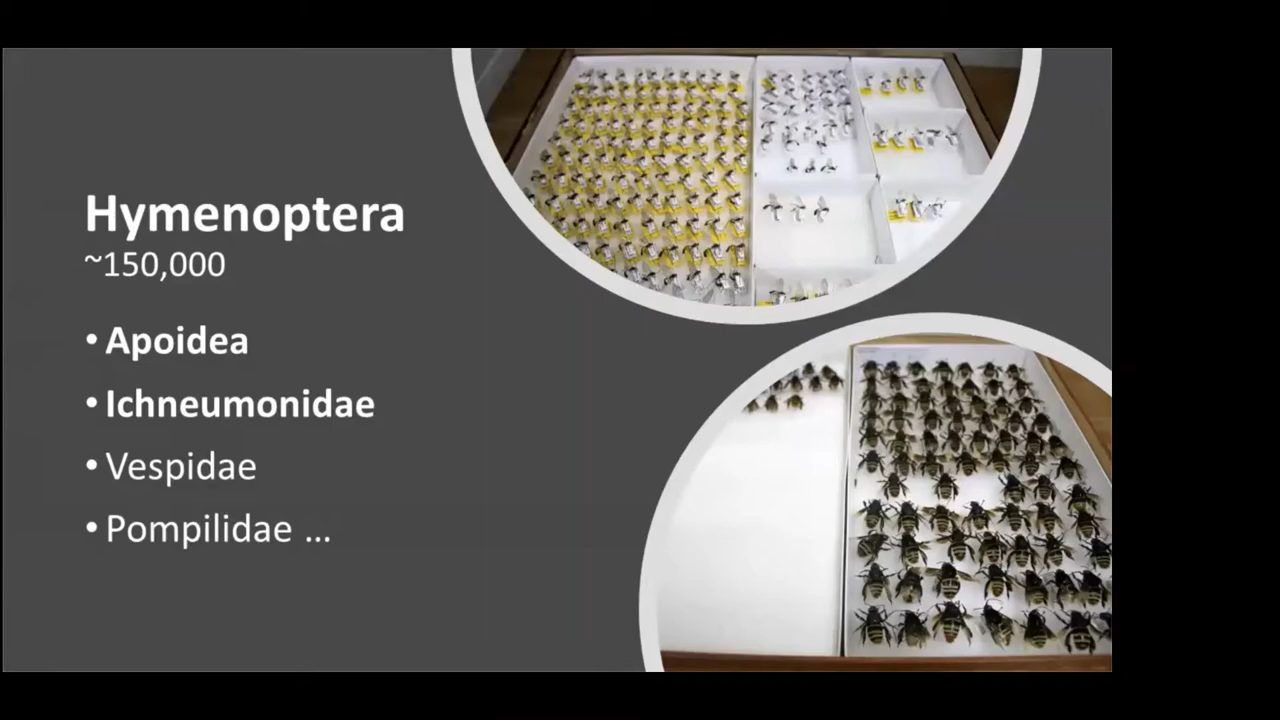 Hymenoptera
~150,000
• Apoidea
• Ichneumonidae
• Vespidae
• Pompilidae ...